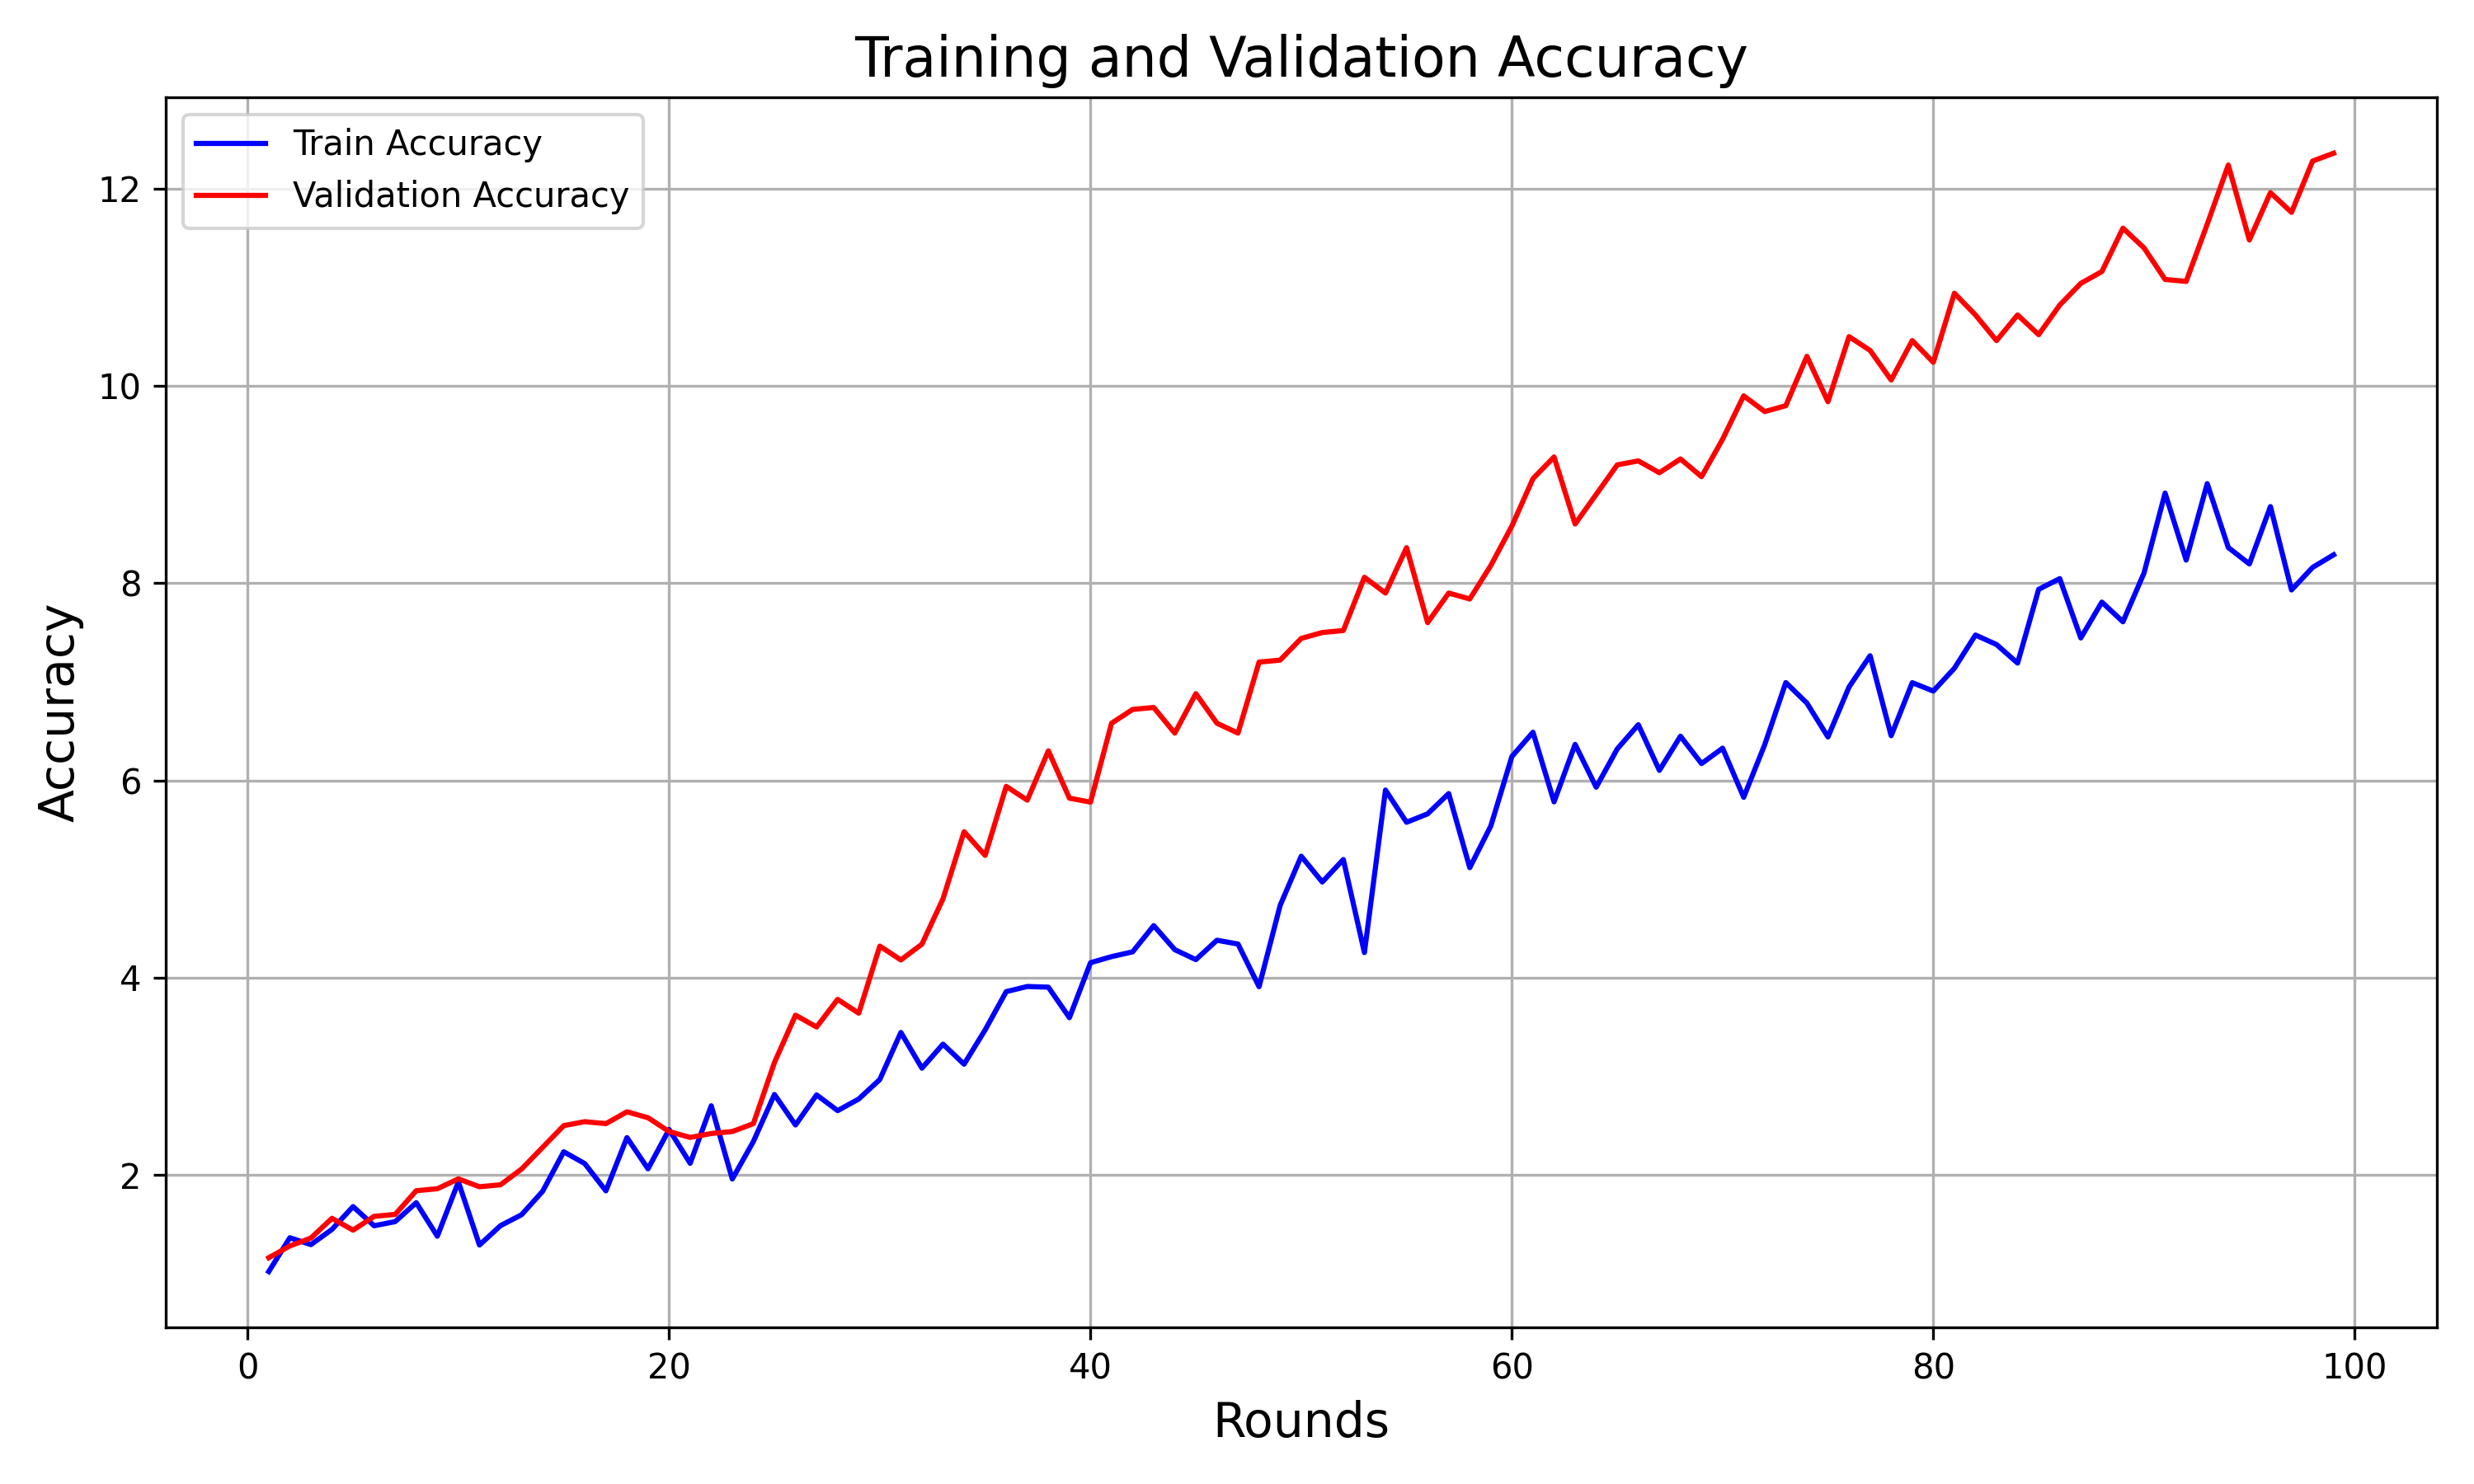 Training and Validation Accuracy
Train Accuracy
Validation Accuracy
12
10
8
6
4
2
Accuracy
0 20 40 60 80 100
Rounds